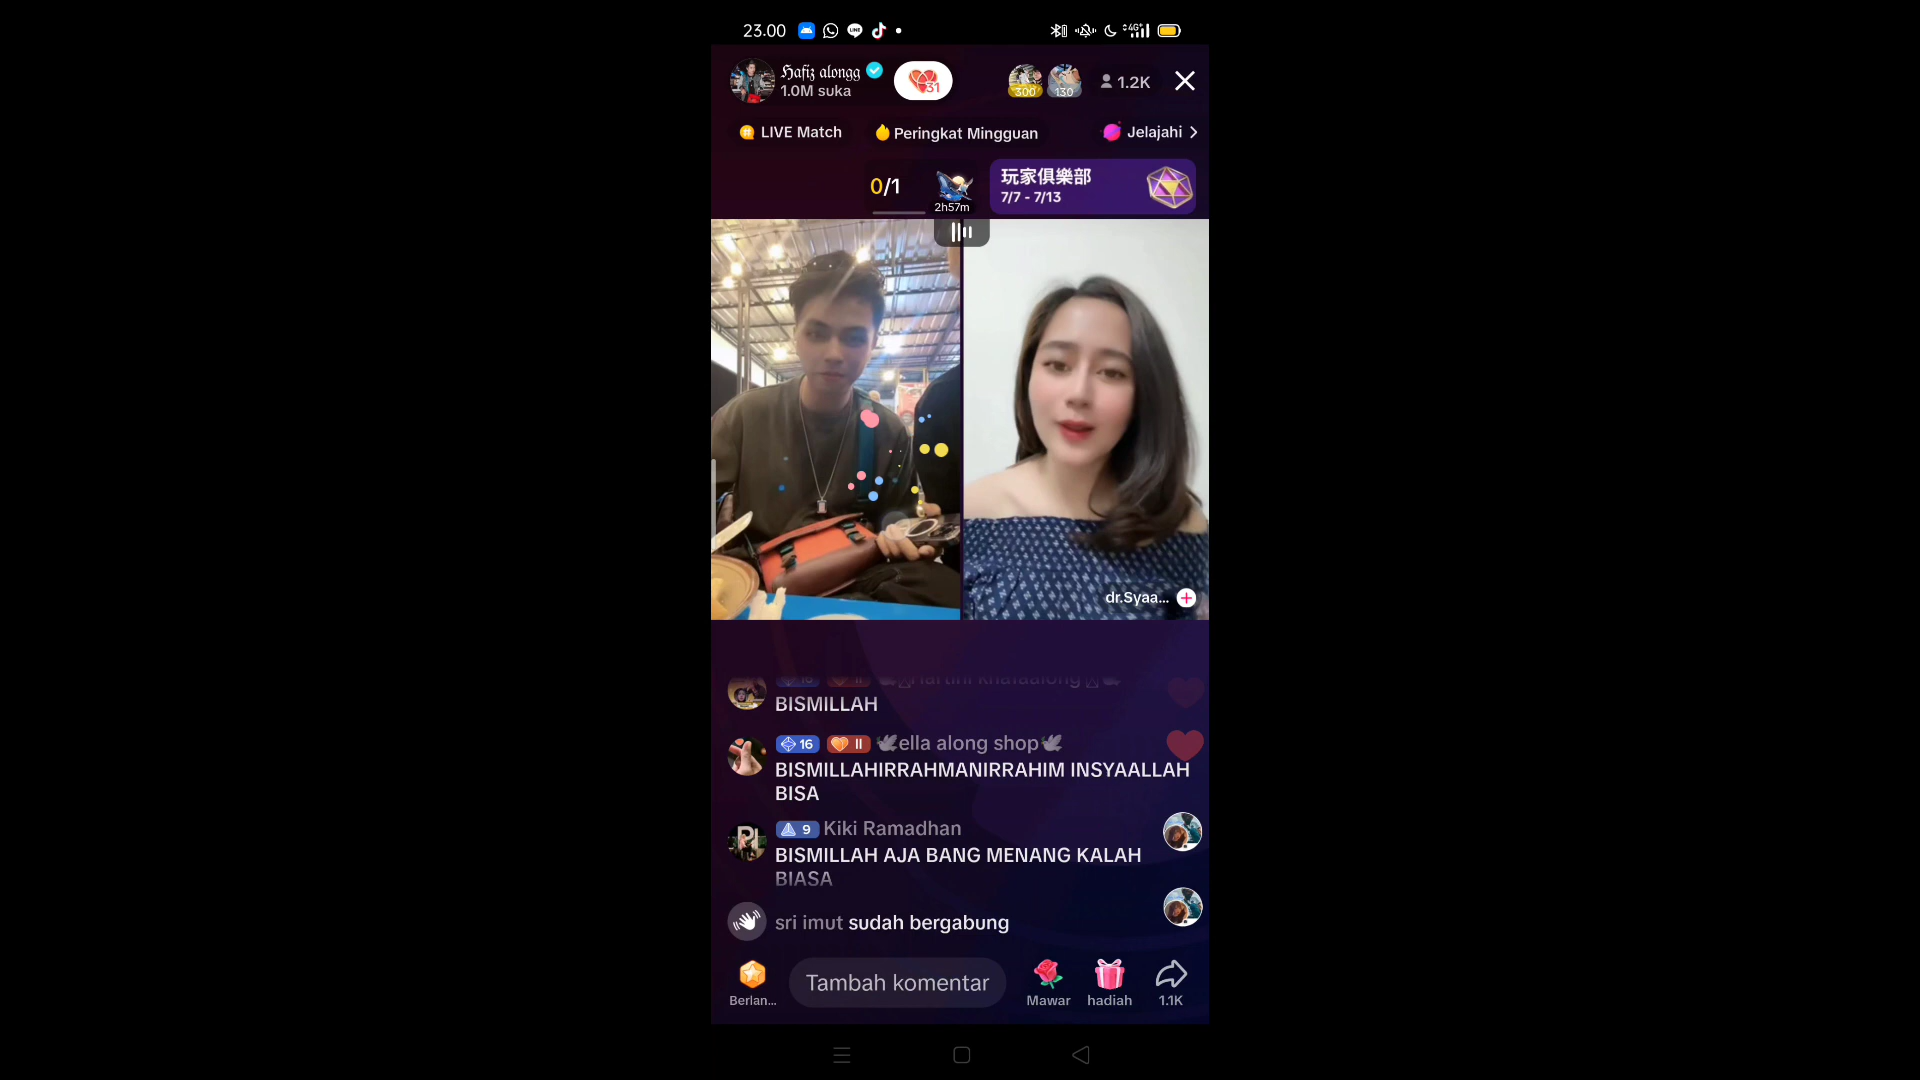 23.00
4G+
Hafiz alongg
1.0M suka
31
300
130
1.2K
LIVE Match
Peringkat Mingguan
Jelajahi
0/1
2h57m
玩家俱樂部
7/7 - 7/13
dr.Syaa...
BISMILLAH
16 II ella along shop
BISMILLAHIRRAHMANIRRAHIM INSYAALLAH
BISA
9 Kiki Ramadhan
BISMILLAH AJA BANG MENANG KALAH
BIASA
sri imut sudah bergabung
Berlan...
Tambah komentar
Mawar
hadiah
1.1K